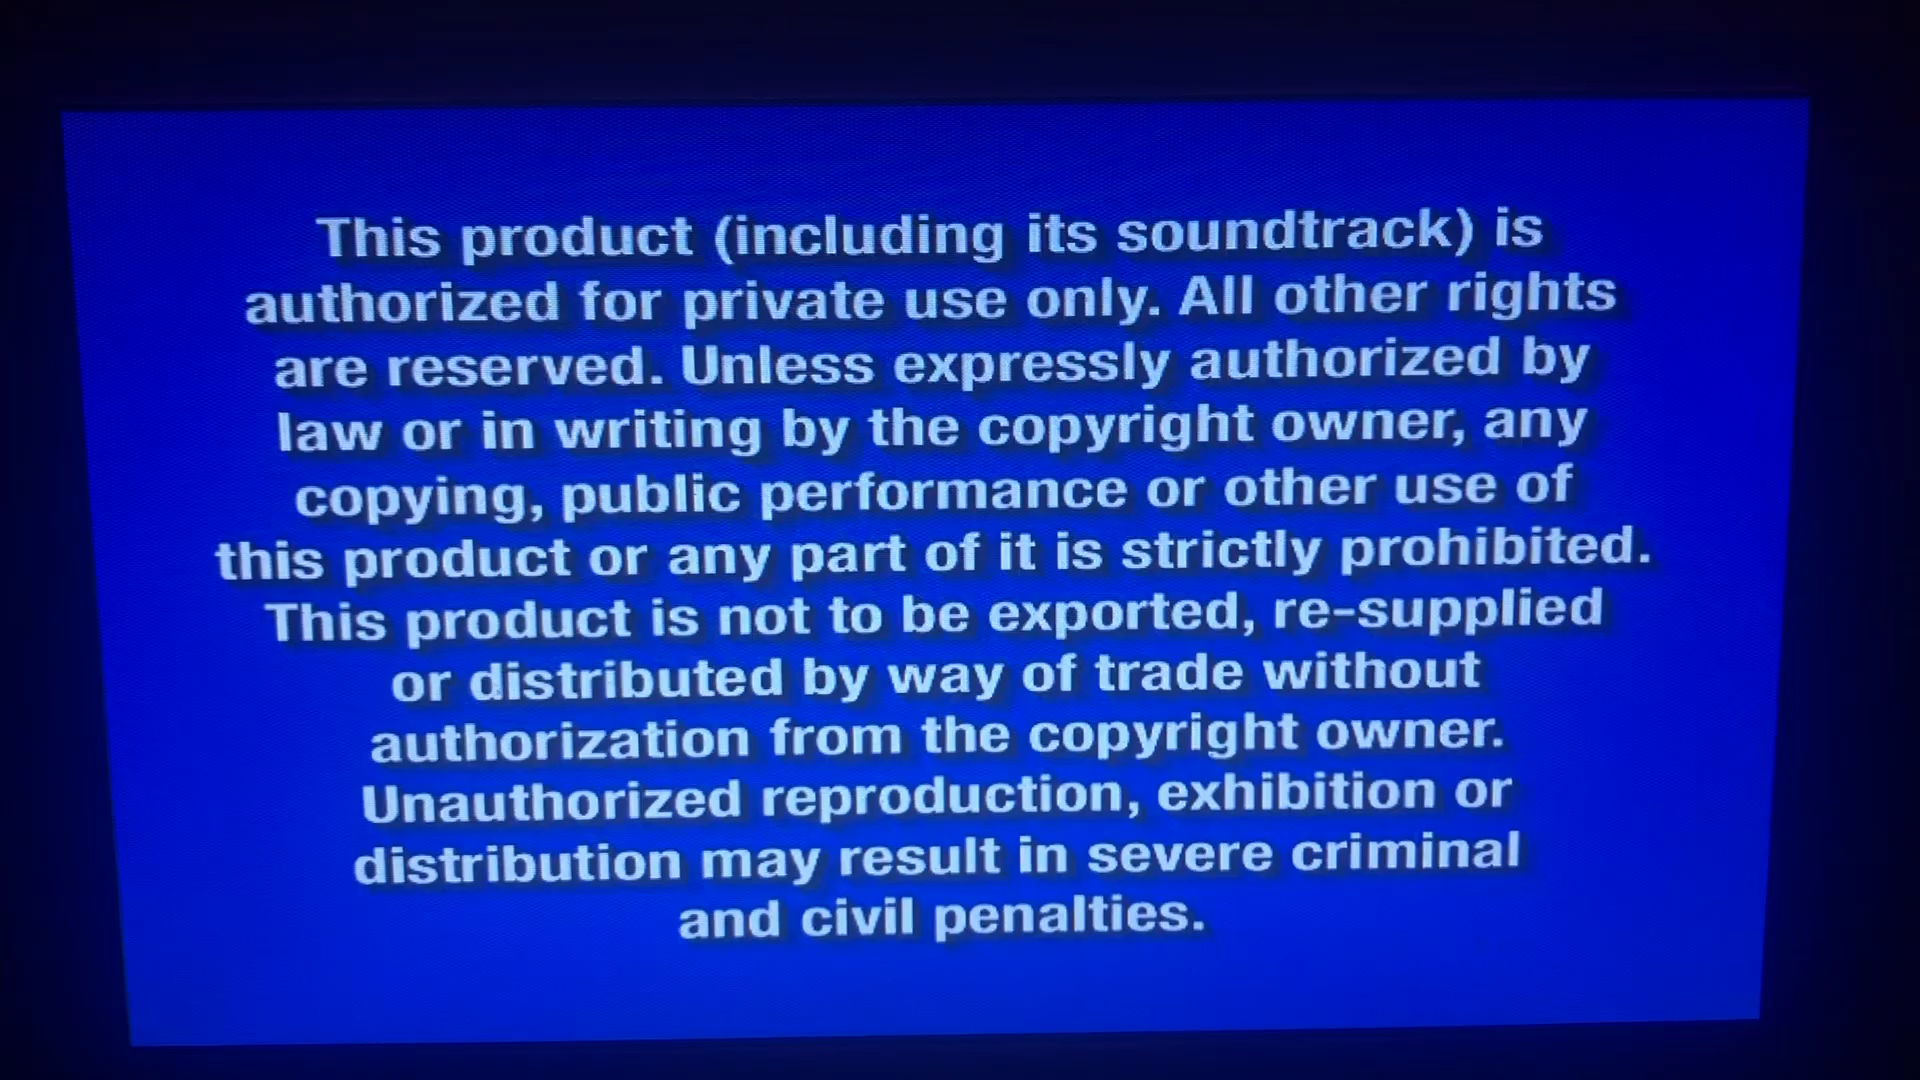 This product (including its soundtrack) is
authorized for private use only. All other rights
are reserved. Unless expressly authorized by
law or in writing by the copyright owner, any
copying, public performance or other use of
this product or any part of it is strictly prohibited.
This product is not to be exported, re-supplied
or distributed by way of trade without
authorization from the copyright owner.
Unauthorized reproduction, exhibition or
distribution may result in severe criminal
and civil penalties.